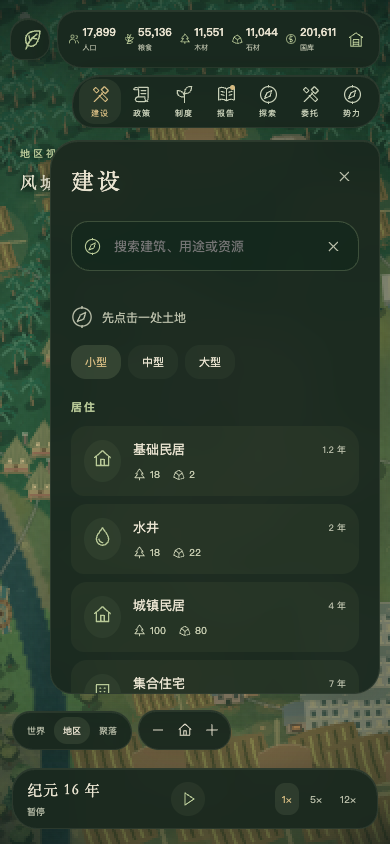 17,899 55,136 11,551 11,044 201,611
人口 粮食 木材 石材 国库
建设 政策 制度 报告 探索 委托 势力
地区视
风城
建设
搜索建筑、用途或资源
先点击一处土地
小型 中型 大型
居住
基础民居 1.2 年
18 2
水井 2 年
18 22
城镇民居 4 年
100 80
集合住宅 7 年
世界 地区 聚落
纪元 16 年
暂停
1× 5× 12×